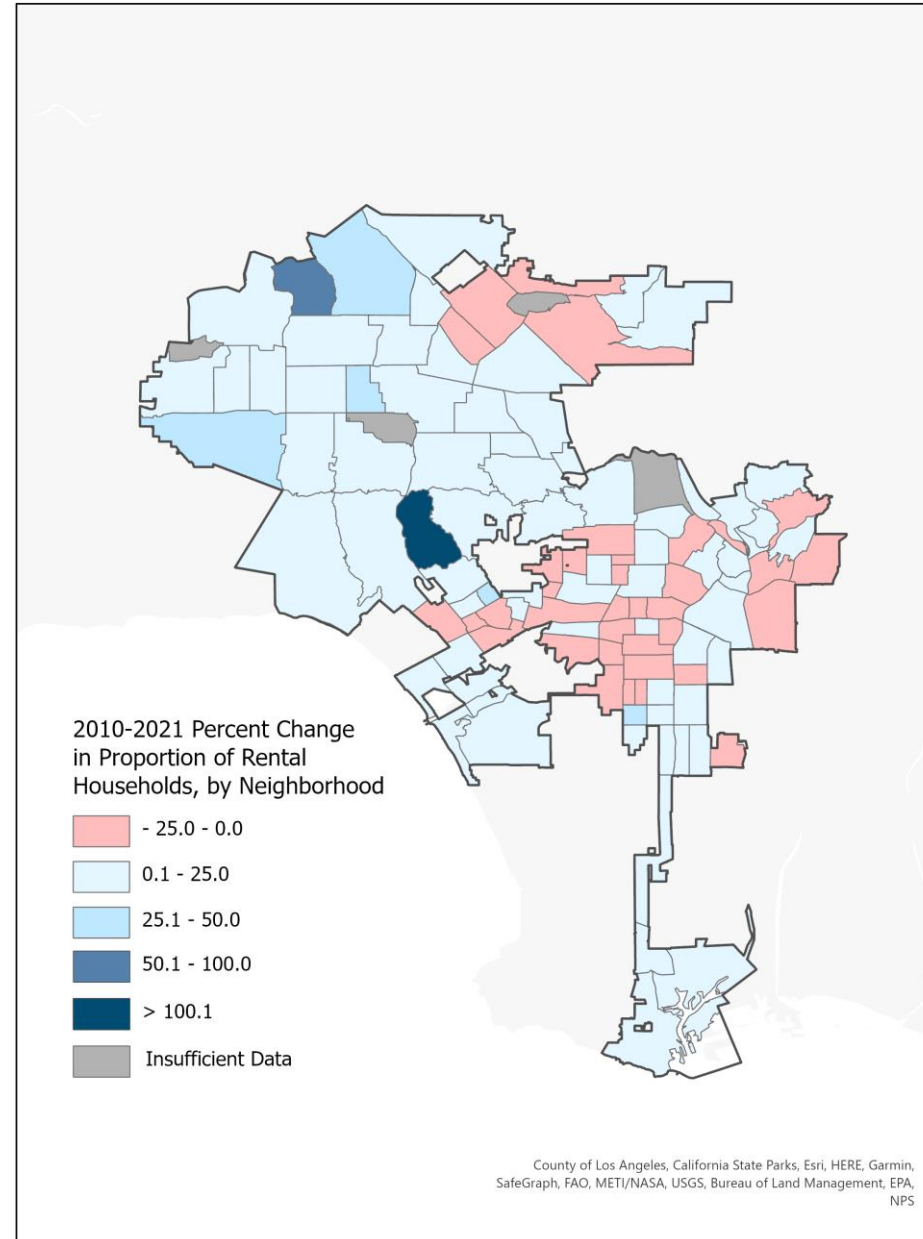 2010-2021 Percent Change
in Proportion of Rental
Households, by Neighborhood
- 25.0 - 0.0
0.1 - 25.0
25.1 - 50.0
50.1 - 100.0
> 100.1
Insufficient Data
County of Los Angeles, California State Parks, Esri, HERE, Garmin,
SafeGraph, FAO, METI/NASA, USGS, Bureau of Land Management, EPA,
NPS